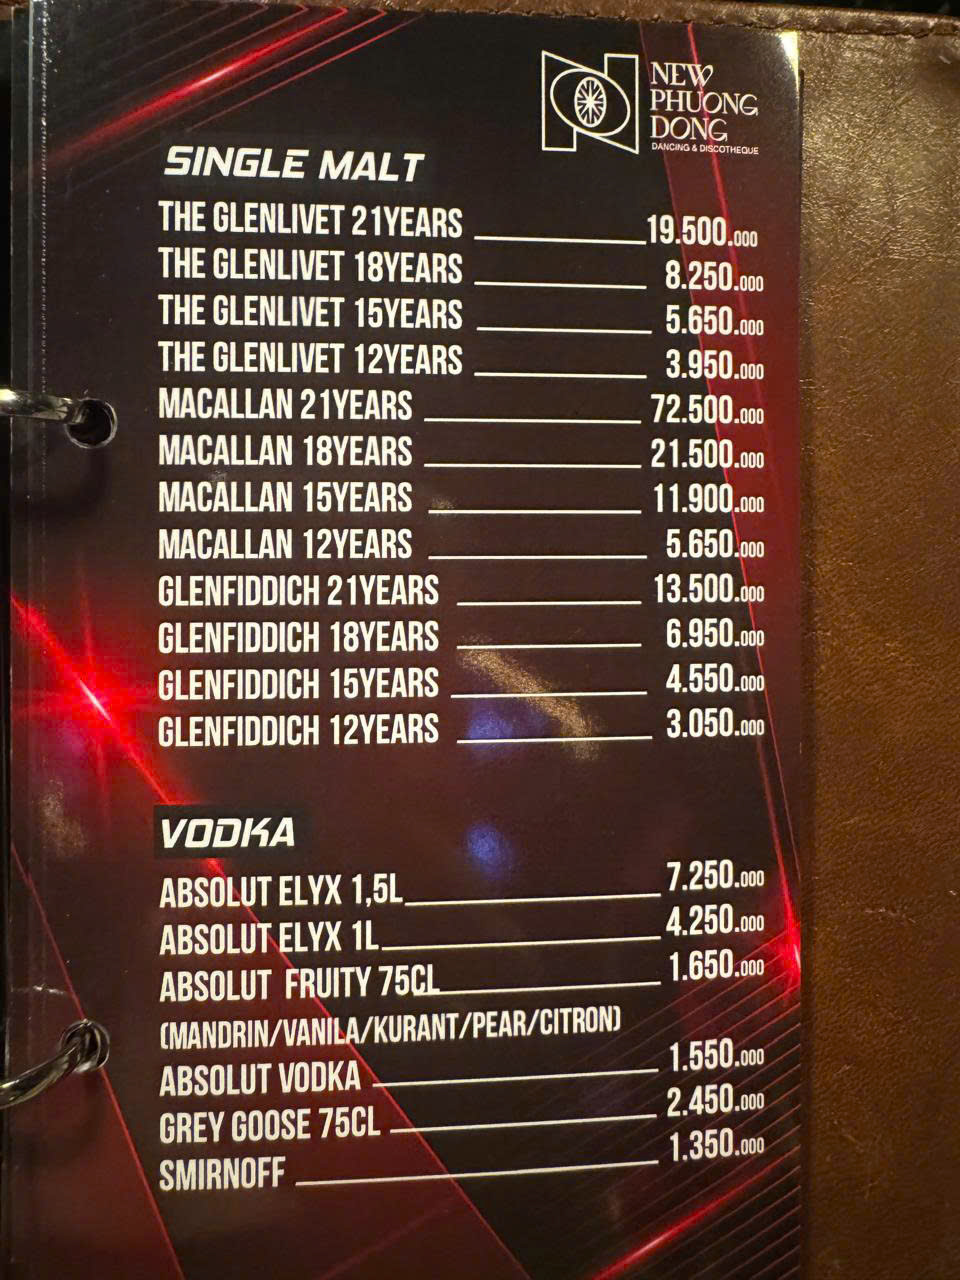 NEW
PHUONG
DONG
DANCING & DISCOTHEQUE
SINGLE MALT
THE GLENLIVET 21YEARS 19.500.000
THE GLENLIVET 18YEARS 8.250.000
THE GLENLIVET 15YEARS 5.650.000
THE GLENLIVET 12YEARS 3.950.000
MACALLAN 21YEARS 72.500.000
MACALLAN 18YEARS 21.500.000
MACALLAN 15YEARS 11.900.000
MACALLAN 12YEARS 5.650.000
GLENFIDDICH 21YEARS 13.500.000
GLENFIDDICH 18YEARS 6.950.000
GLENFIDDICH 15YEARS 4.550.000
GLENFIDDICH 12YEARS 3.050.000
VODKA
ABSOLUT ELYX 1,5L 7.250.000
ABSOLUT ELYX 1L 4.250.000
ABSOLUT FRUITY 75CL 1.650.000
(MANDRIN/VANILA/KURANT/PEAR/CITRON)
ABSOLUT VODKA 1.550.000
GREY GOOSE 75CL 2.450.000
SMIRNOFF 1.350.000